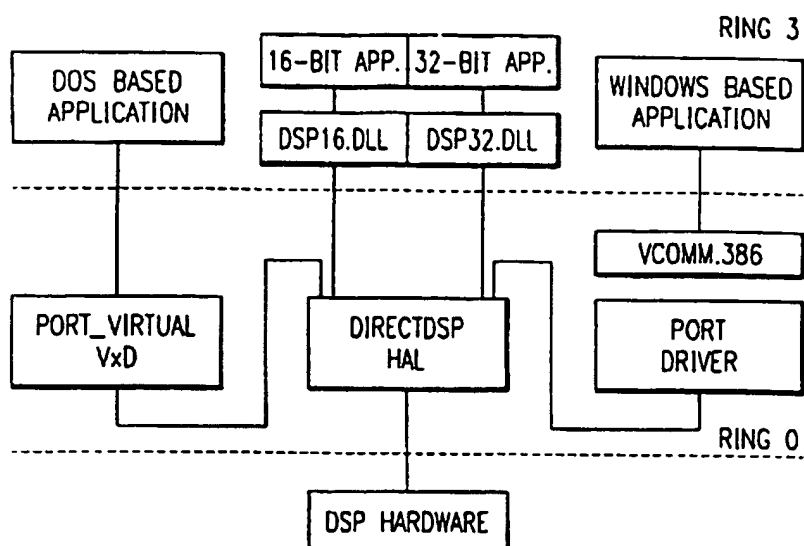 RING 3
DOS BASED
APPLICATION
16-BIT APP.
32-BIT APP.
DSP16.DLL
DSP32.DLL
WINDOWS BASED
APPLICATION
VCOMM.386
PORT_VIRTUAL
VxD
DIRECTDSP
HAL
PORT
DRIVER
RING 0
DSP HARDWARE